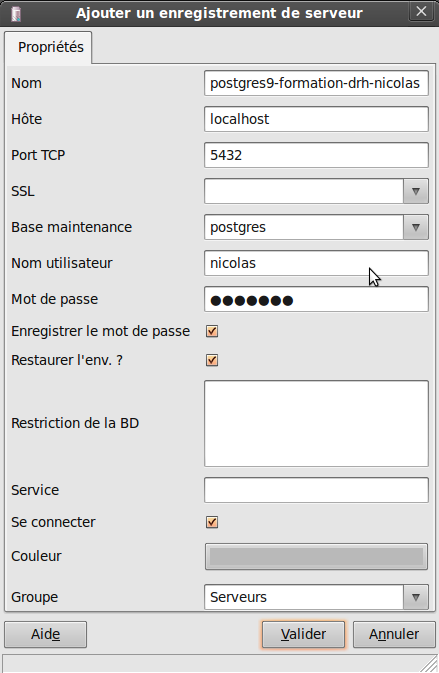 Ajouter un enregistrement de serveur
Propriétés
Nom postgres9-formation-drh-nicolas
Hôte localhost
Port TCP 5432
SSL
Base maintenance postgres
Nom utilisateur nicolas
Mot de passe ●●●●●●●
Enregistrer le mot de passe
Restaurer l'env. ?
Restriction de la BD
Service
Se connecter
Couleur
Groupe Serveurs
Aide Valider Annuler